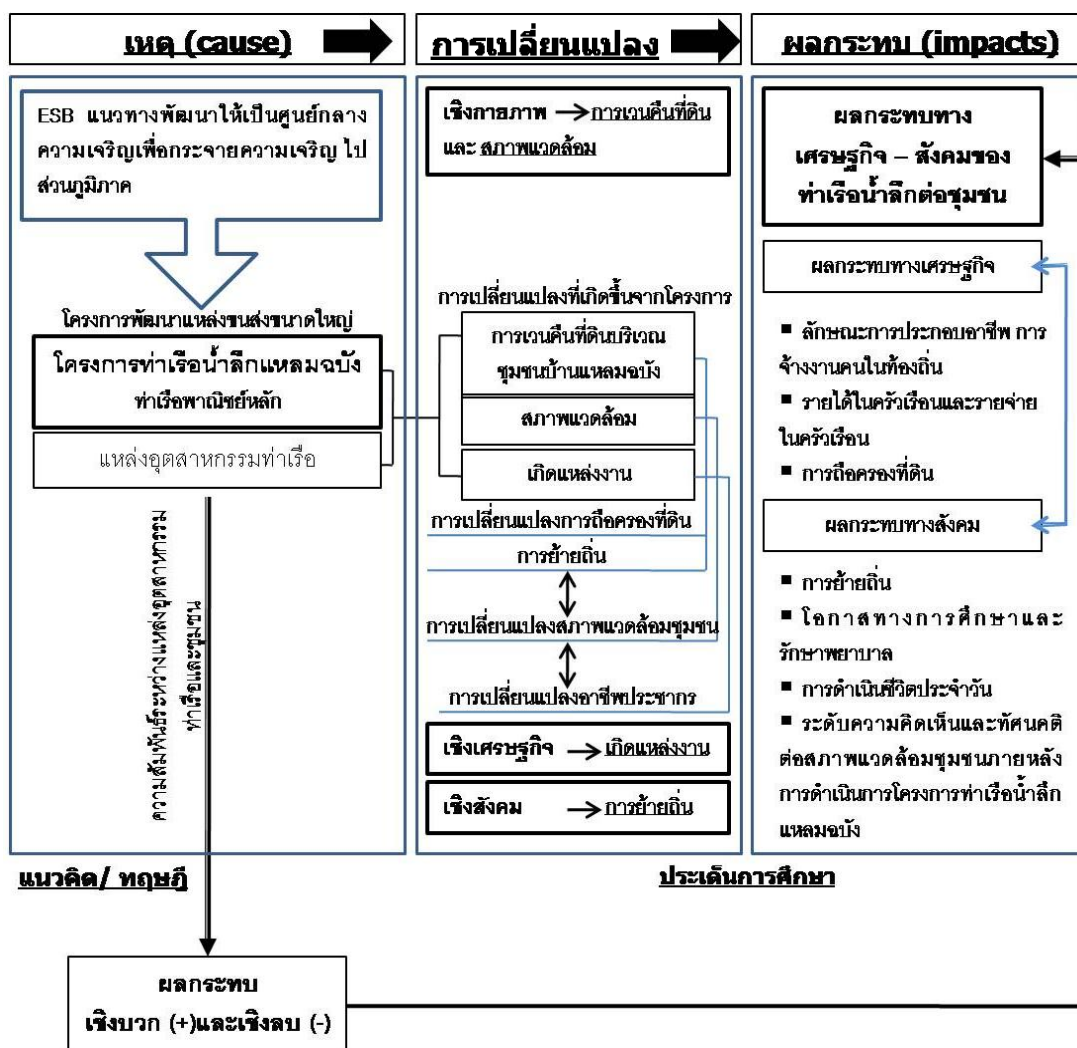 เหตุ (cause)
การเปลี่ยนแปลง
ผลกระทบ (impacts)
ESB แนวทางพัฒนาให้เป็นศูนย์กลาง
ความเจริญเพื่อกระจายความเจริญ ไป
ส่วนภูมิภาค
โครงการพัฒนาแหล่งขนส่งขนาดใหญ่
โครงการท่าเรือน้ำลึกแหลมฉบัง
ท่าเรือพาณิชย์หลัก
แหล่งอุตสาหกรรมท่าเรือ
ความสัมพันธ์ระหว่างแหล่งอุตสาหกรรม
ท่าเรือและชุมชน
เชิงกายภาพ การเวนคืนที่ดิน
และ สภาพแวดล้อม
การเปลี่ยนแปลงที่เกิดขึ้นจากโครงการ
การเวนคืนที่ดินบริเวณ
ชุมชนบ้านแหลมฉบัง
สภาพแวดล้อม
เกิดแหล่งงาน
การเปลี่ยนแปลงการถือครองที่ดิน
การย้ายถิ่น
การเปลี่ยนแปลงสภาพแวดล้อมชุมชน
การเปลี่ยนแปลงอาชีพประชากร
เชิงเศรษฐกิจ เกิดแหล่งงาน
เชิงสังคม การย้ายถิ่น
ผลกระทบทาง
เศรษฐกิจ – สังคมของ
ท่าเรือน้ำลึกต่อชุมชน
ผลกระทบทางเศรษฐกิจ
▪ ลักษณะการประกอบอาชีพ การ
จ้างงานคนในท้องถิ่น
▪ รายได้ในครัวเรือนและรายจ่าย
ในครัวเรือน
▪ การถือครองที่ดิน
ผลกระทบทางสังคม
▪ การย้ายถิ่น
▪ โอกาสทางการศึกษาและ
รักษาพยาบาล
▪ การดำเนินชีวิตประจำวัน
▪ ระดับความคิดเห็นและทัศนคติ
ต่อสภาพแวดล้อมชุมชนภายหลัง
การดำเนินการโครงการท่าเรือน้ำลึก
แหลมฉบัง
แนวคิด/ ทฤษฎี
ประเด็นการศึกษา
ผลกระทบ
เชิงบวก (+)และเชิงลบ (-)